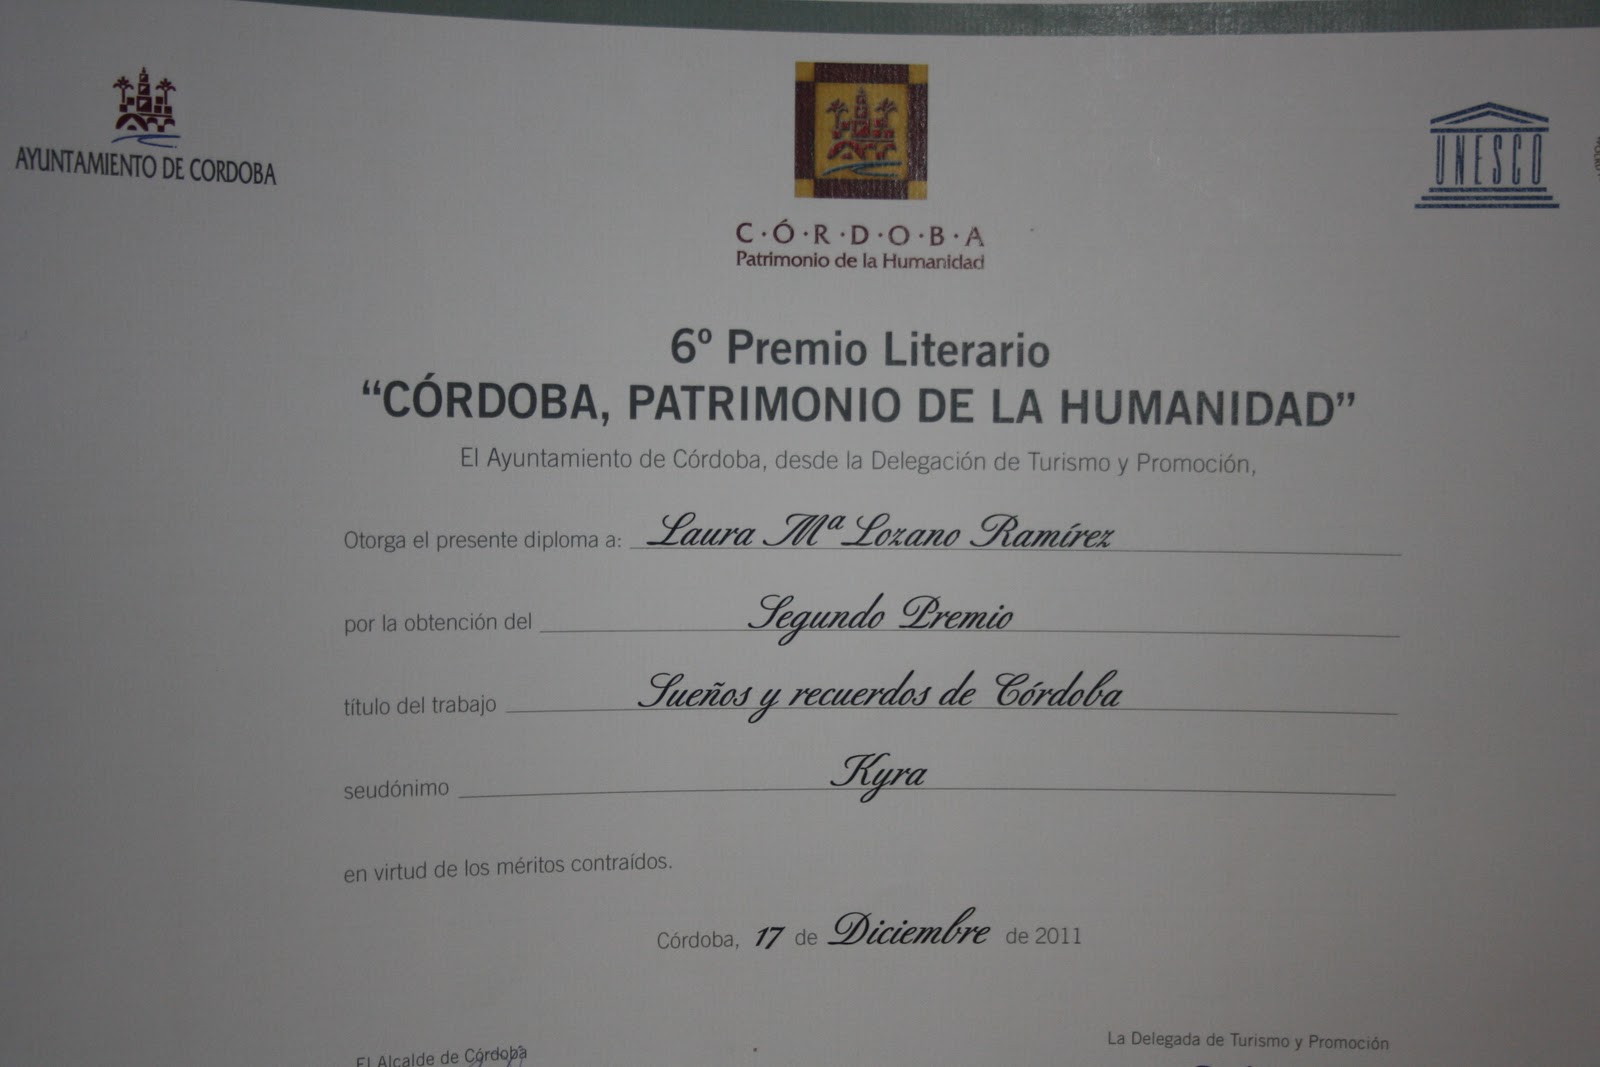 AYUNTAMIENTO DE CORDOBA
C·Ó·R·D·O·B·A
Patrimonio de la Humanidad
UNESCO
6º Premio Literario
“CÓRDOBA, PATRIMONIO DE LA HUMANIDAD”
El Ayuntamiento de Córdoba, desde la Delegación de Turismo y Promoción,
Otorga el presente diploma a: Laura Mª Lozano Ramírez
por la obtención del Segundo Premio
título del trabajo Sueños y recuerdos de Córdoba
seudónimo Kyra
en virtud de los méritos contraídos.
Córdoba, 17 de Diciembre de 2011
El Alcalde de Córdoba
La Delegada de Turismo y Promoción